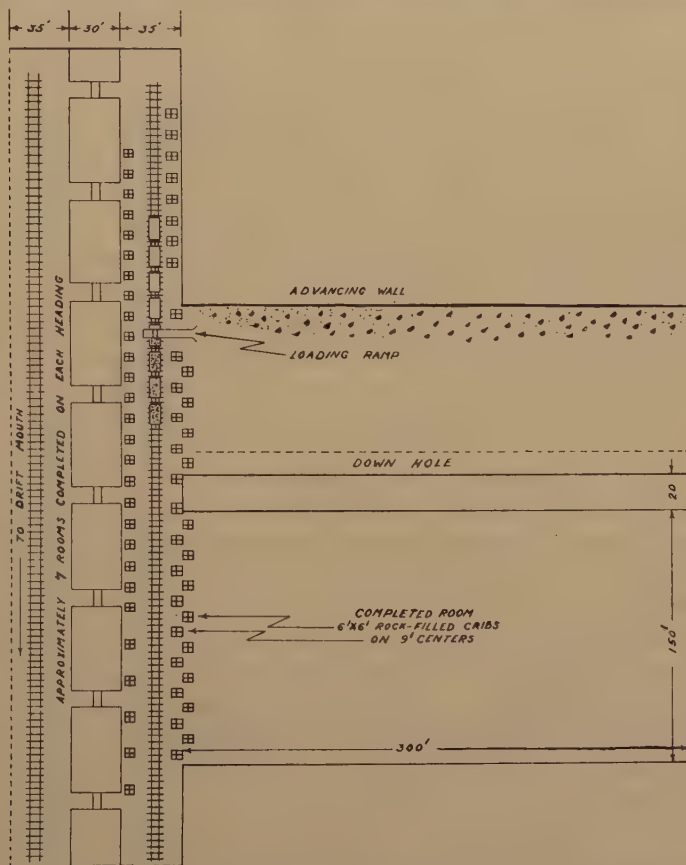 35' 30' 35'
ADVANCING WALL
LOADING RAMP
DOWN HOLE
20
TO DRIFT MOUTH
APPROXIMATELY 7 ROOMS COMPLETED ON EACH HEADING
COMPLETED ROOM
6'X6' ROCK-FILLED CRIBS
ON 9' CENTERS
150'
300'